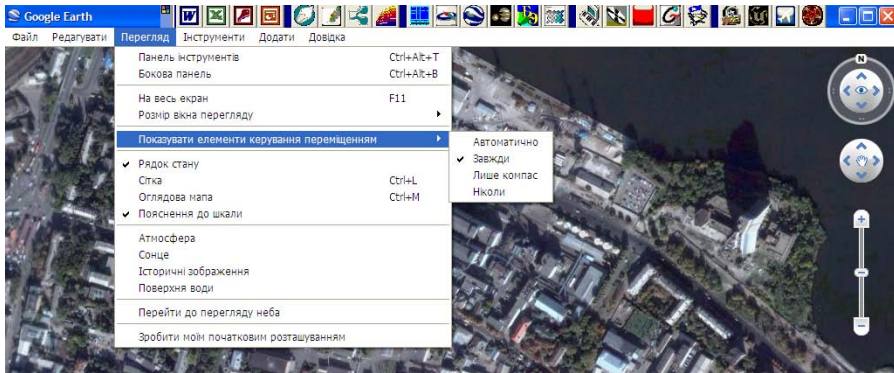 Google Earth
Файл Редагувати Перегляд Інструменти Додати Довідка
Панель інструментів Ctrl+Alt+T
Бокова панель Ctrl+Alt+B
На весь екран F11
Розмір вікна перегляду
Показувати елементи керування переміщенням
Автоматично
Завжди
Лише компас
Ніколи
Рядок стану
Сітка Ctrl+L
Оглядова мапа Ctrl+M
Пояснення до шкали
Атмосфера
Сонце
Історичні зображення
Поверхня води
Перейти до перегляду неба
Зробити моїм початковим розташуванням
N